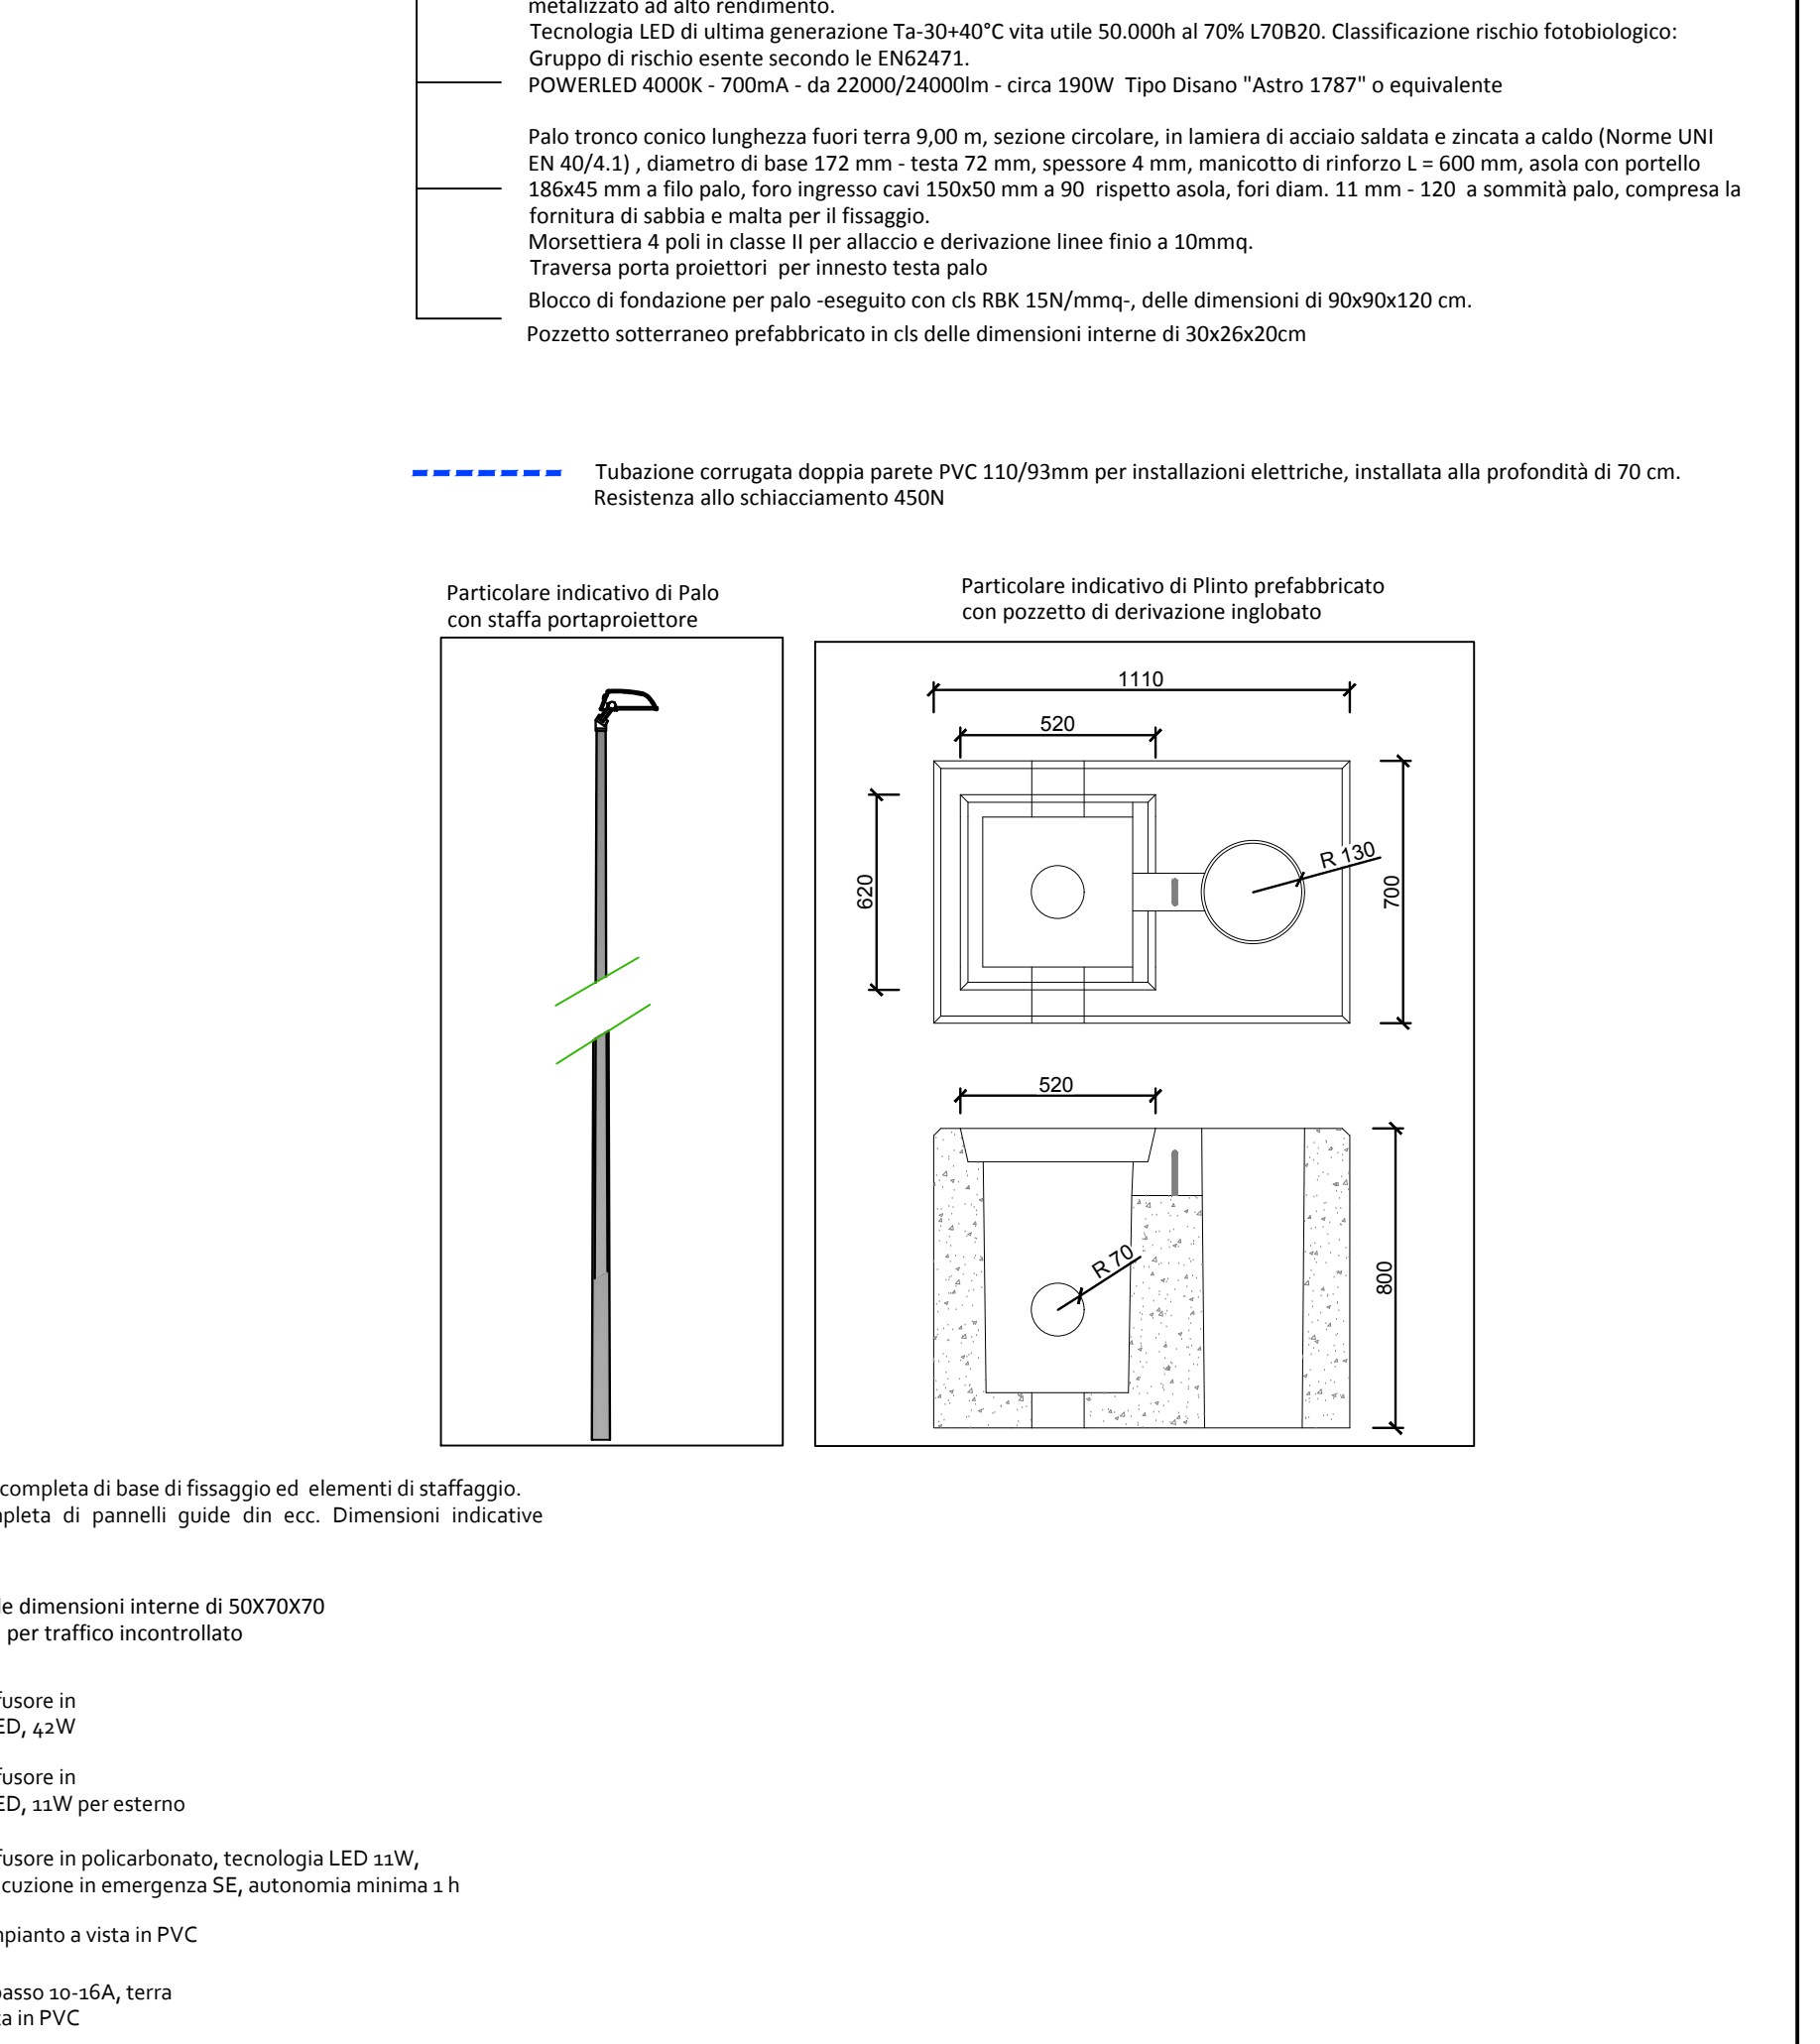 metalizzato ad alto rendimento.
Tecnologia LED di ultima generazione Ta-30+40°C vita utile 50.000h al 70% L70B20. Classificazione rischio fotobiologico:
Gruppo di rischio esente secondo le EN62471.
POWERLED 4000K - 700mA - da 22000/24000lm - circa 190W Tipo Disano "Astro 1787" o equivalente
Palo tronco conico lunghezza fuori terra 9,00 m, sezione circolare, in lamiera di acciaio saldata e zincata a caldo (Norme UNI
EN 40/4.1) , diametro di base 172 mm - testa 72 mm, spessore 4 mm, manicotto di rinforzo L = 600 mm, asola con portello
186x45 mm a filo palo, foro ingresso cavi 150x50 mm a 90 rispetto asola, fori diam. 11 mm - 120 a sommità palo, compresa la
fornitura di sabbia e malta per il fissaggio.
Morsettiera 4 poli in classe II per allaccio e derivazione linee finio a 10mmq.
Traversa porta proiettori per innesto testa palo
Blocco di fondazione per palo -eseguito con cls RBK 15N/mmq-, delle dimensioni di 90x90x120 cm.
Pozzetto sotterraneo prefabbricato in cls delle dimensioni interne di 30x26x20cm
Tubazione corrugata doppia parete PVC 110/93mm per installazioni elettriche, installata alla profondità di 70 cm.
Resistenza allo schiacciamento 450N
Particolare indicativo di Palo
con staffa portaproiettore
Particolare indicativo di Plinto prefabbricato
con pozzetto di derivazione inglobato
1110
520
620
R 130
700
520
R 70
800
completa di base di fissaggio ed elementi di staffaggio.
pleta di pannelli guide din ecc. Dimensioni indicative
le dimensioni interne di 50X70X70
per traffico incontrollato
fusore in
ED, 42W
fusore in
ED, 11W per esterno
fusore in policarbonato, tecnologia LED 11W,
cuzione in emergenza SE, autonomia minima 1 h
pianto a vista in PVC
passo 10-16A, terra
ta in PVC